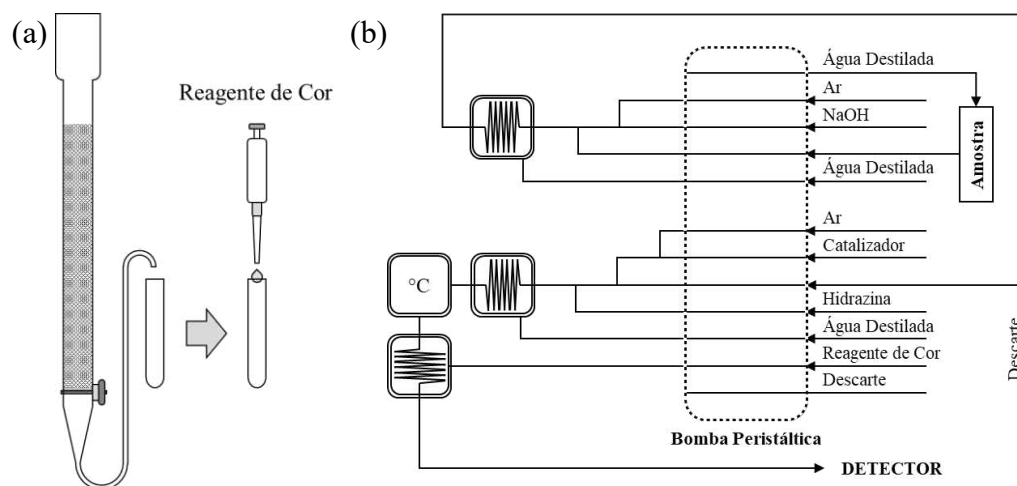 (a)
Reagente de Cor
(b)
Água Destilada
Ar
NaOH
Amostra
Água Destilada
Ar
Catalizador
°C
Hidrazina
Água Destilada
Reagente de Cor
Descarte
Descarte
Bomba Peristáltica
DETECTOR